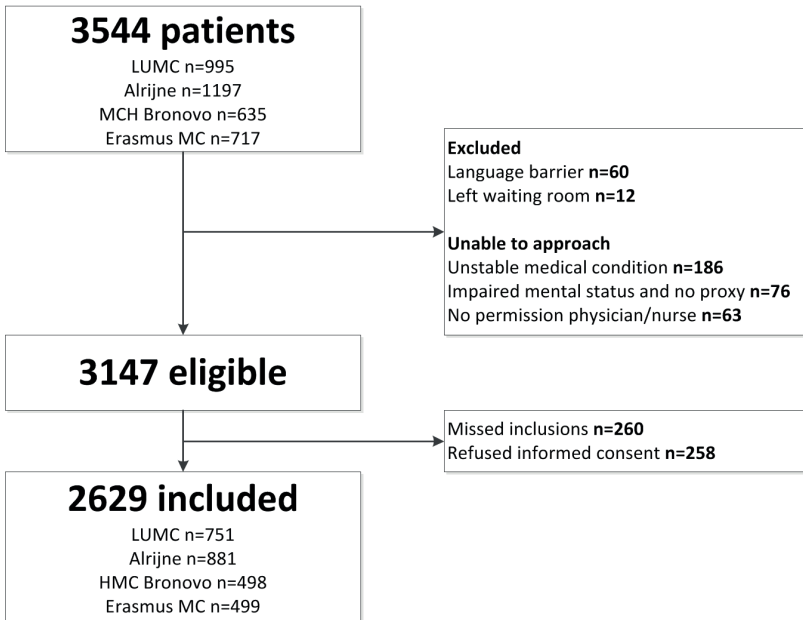 3544 patients
LUMC n=995
Alrijne n=1197
MCH Bronovo n=635
Erasmus MC n=717
Excluded
Language barrier n=60
Left waiting room n=12
Unable to approach
Unstable medical condition n=186
Impaired mental status and no proxy n=76
No permission physician/nurse n=63
3147 eligible
Missed inclusions n=260
Refused informed consent n=258
2629 included
LUMC n=751
Alrijne n=881
HMC Bronovo n=498
Erasmus MC n=499